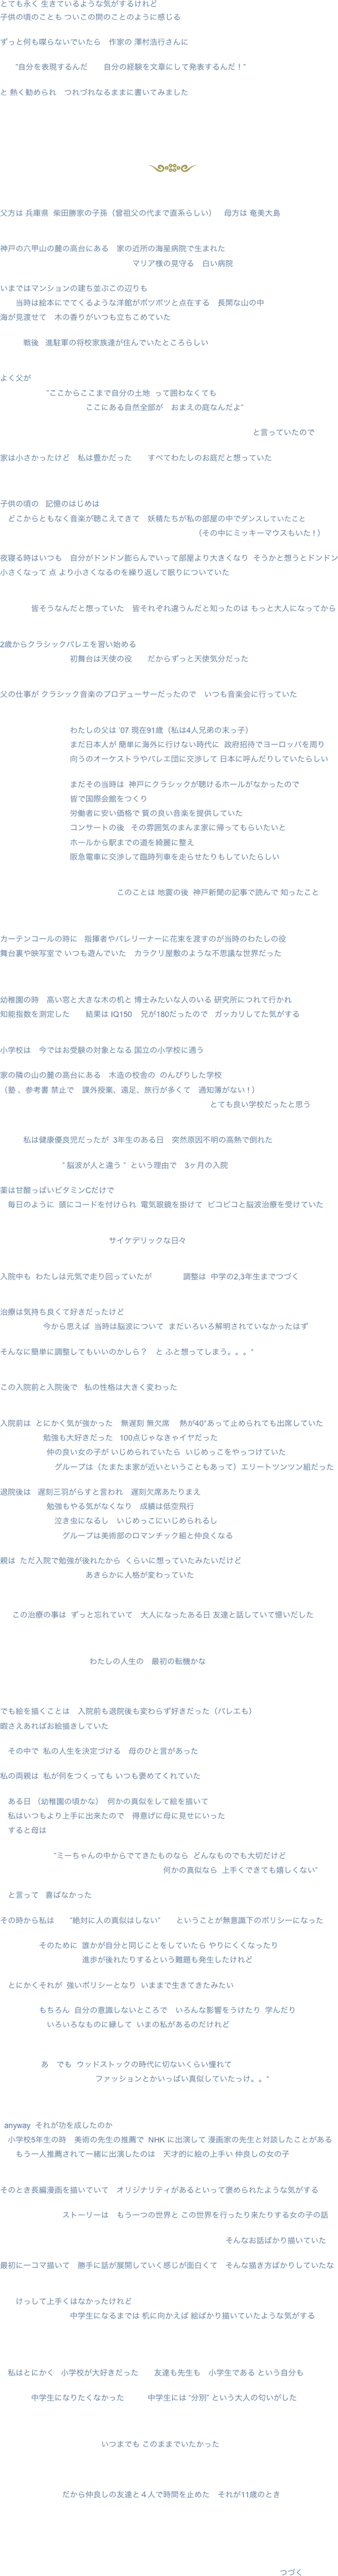 とても永く 生きているような気がするけれど
子供の頃のことも ついこの間のことのように感じる
ずっと何も喋らないでいたら　作家の 澤村浩行さんに
"自分を表現するんだ　　自分の経験を文章にして発表するんだ！"
と 熱く勧められ　つれづれなるままに書いてみました
父方は 兵庫県 柴田勝家の子孫（曾祖父の代まで直系らしい）　母方は 奄美大島
神戸の六甲山の麓の高台にある　家の近所の海星病院で生まれた
マリア様の見守る　白い病院
いまではマンションの建ち並ぶこの辺りも
当時は絵本にでてくるような洋館がポツポツと点在する　長閑な山の中
海が見渡せて　木の香りがいつも立ちこめていた
戦後　進駐軍の将校家族達が住んでいたところらしい
よく父が
"ここからここまで自分の土地 って囲わなくても
ここにある自然全部が　おまえの庭なんだよ"
と言っていたので
家は小さかったけど　私は豊かだった　　すべてわたしのお庭だと想っていた
子供の頃の　記憶のはじめは
どこからともなく音楽が聴こえてきて　妖精たちが私の部屋の中でダンスしていたこと
（その中にミッキーマウスもいた！）
夜寝る時はいつも　自分がドンドン膨らんでいって部屋より大きくなり そうかと想うとドンドン
小さくなって 点 より小さくなるのを繰り返して眠りについていた
皆そうなんだと想っていた　皆それぞれ違うんだと知ったのは もっと大人になってから
2歳からクラシックバレエを習い始める
初舞台は天使の役　　だからずっと天使気分だった
父の仕事が クラシック音楽のプロデューサーだったので　いつも音楽会に行っていた
わたしの父は '07 現在91歳（私は4人兄弟の末っ子）
まだ日本人が 簡単に海外に行けない時代に 政府招待でヨーロッパを周り
向うのオーケストラやバレエ団に交渉して 日本に呼んだりしていたらしい
まだその当時は 神戸にクラシックが聴けるホールがなかったので
皆で国際会館をつくり
労働者に安い価格で 質の良い音楽を提供していた
コンサートの後　その雰囲気のまんま家に帰ってもらいたいと
ホールから駅までの道を綺麗に整え
阪急電車に交渉して臨時列車を走らせたりもしていたらしい
このことは 地震の後 神戸新聞の記事で読んで 知ったこと
カーテンコールの時に　指揮者やバレリーナーに花束を渡すのが当時のわたしの役
舞台裏や映写室で いつも遊んでいた　カラクリ屋敷のような不思議な世界だった
幼稚園の時　高い窓と大きな木の机と 博士みたいな人のいる 研究所につれて行かれ
知能指数を測定した　　結果は IQ150　兄が180だったので　ガッカリしてた気がする
小学校は　今ではお受験の対象となる 国立の小学校に通う
家の隣の山の麓の高台にある　木造の校舎の のんびりした学校
（塾 、参考書 禁止で　課外授業、遠足、旅行が多くて　通知簿がない！）
とても良い学校だったと思う
私は健康優良児だったが 3年生のある日　突然原因不明の高熱で倒れた
" 脳波が人と違う " という理由で　3ヶ月の入院
薬は甘酸っぱいビタミンCだけで
毎日のように 頭にコードを付けられ 電気眼鏡を掛けて ピコピコと脳波治療を受けていた
サイケデリックな日々
入院中も わたしは元気で走り回っていたが　　　　調整は 中学の2,3年生までつづく
治療は気持ち良くて好きだったけど
今から思えば 当時は脳波について まだいろいろ解明されていなかったはず
そんなに簡単に調整してもいいのかしら？　と ふと想ってしまう。。。"
この入院前と入院後で　私の性格は大きく変わった
入院前は とにかく気が強かった　無遅刻 無欠席　熱が40°あって止められても出席していた
勉強も大好きだった　100点じゃなきゃイヤだった
仲の良い女の子が いじめられていたら いじめっこをやっつけていた
グループは（たまたま家が近いということもあって）エリートツンツン組だった
退院後は　遅刻三羽がらすと言われ　遅刻欠席あたりまえ
勉強もやる気がなくなり　成績は低空飛行
泣き虫になるし　いじめっこにいじめられるし
グループは美術部のロマンチック組と仲良くなる
親は ただ入院で勉強が後れたから くらいに想っていたみたいだけど
あきらかに人格が変わっていた
この治療の事は ずっと忘れていて　大人になったある日 友達と話していて憶いだした
わたしの人生の　最初の転機かな
でも絵を描くことは　入院前も退院後も変わらず好きだった（バレエも）
暇さえあればお絵描きしていた
その中で 私の人生を決定づける　母のひと言があった
私の両親は 私が何をつくっても いつも褒めてくれていた
ある日 （幼稚園の頃かな）　何かの真似をして絵を描いて
私はいつもより上手に出来たので　得意げに母に見せにいった
すると母は
"ミーちゃんの中からでてきたものなら どんなものでも大切だけど
何かの真似なら 上手くできても嬉しくない"
と言って　喜ばなかった
その時から私は　　"絶対に人の真似はしない"　　ということが無意識下のポリシーになった
そのために 誰かが自分と同じことをしていたら やりにくくなったり
進歩が後れたりするという難題も発生したけれど
とにかくそれが 強いポリシーとなり いままで生きてきたみたい
もちろん 自分の意識しないところで　いろんな影響をうけたり 学んだり
いろいろなものに縁して いまの私があるのだけれど
あ　でも ウッドストックの時代に切ないくらい憧れて
ファッションとかいっぱい真似していたっけ。。"
anyway それが功を成したのか
小学校5年生の時　美術の先生の推薦で NHK に出演して 漫画家の先生と対談したことがある
もう一人推薦されて一緒に出演したのは　天才的に絵の上手い 仲良しの女の子
そのとき長編漫画を描いていて　オリジナリティがあるといって褒められたような気がする
ストーリーは　もう一つの世界と この世界を行ったり来たりする女の子の話
そんなお話ばかり描いていた
最初に一コマ描いて　勝手に話が展開していく感じが面白くて　そんな描き方ばかりしていたな
けっして上手くはなかったけれど
中学生になるまでは 机に向かえば 絵ばかり描いていたような気がする
私はとにかく　小学校が大好きだった　　友達も先生も　小学生である という自分も
中学生になりたくなかった　　　中学生には "分別" という大人の匂いがした
いつまでも このままでいたかった
だから仲良しの友達と４人で時間を止めた　それが11歳のとき
つづく